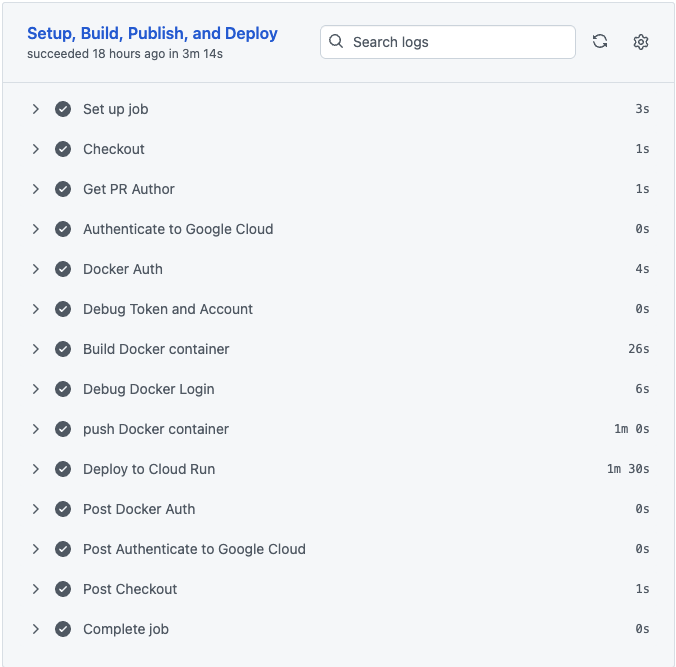 Setup, Build, Publish, and Deploy
succeeded 18 hours ago in 3m 14s
Search logs
Set up job 3s
Checkout 1s
Get PR Author 1s
Authenticate to Google Cloud 0s
Docker Auth 4s
Debug Token and Account 0s
Build Docker container 26s
Debug Docker Login 6s
push Docker container 1m 0s
Deploy to Cloud Run 1m 30s
Post Docker Auth 0s
Post Authenticate to Google Cloud 0s
Post Checkout 1s
Complete job 0s